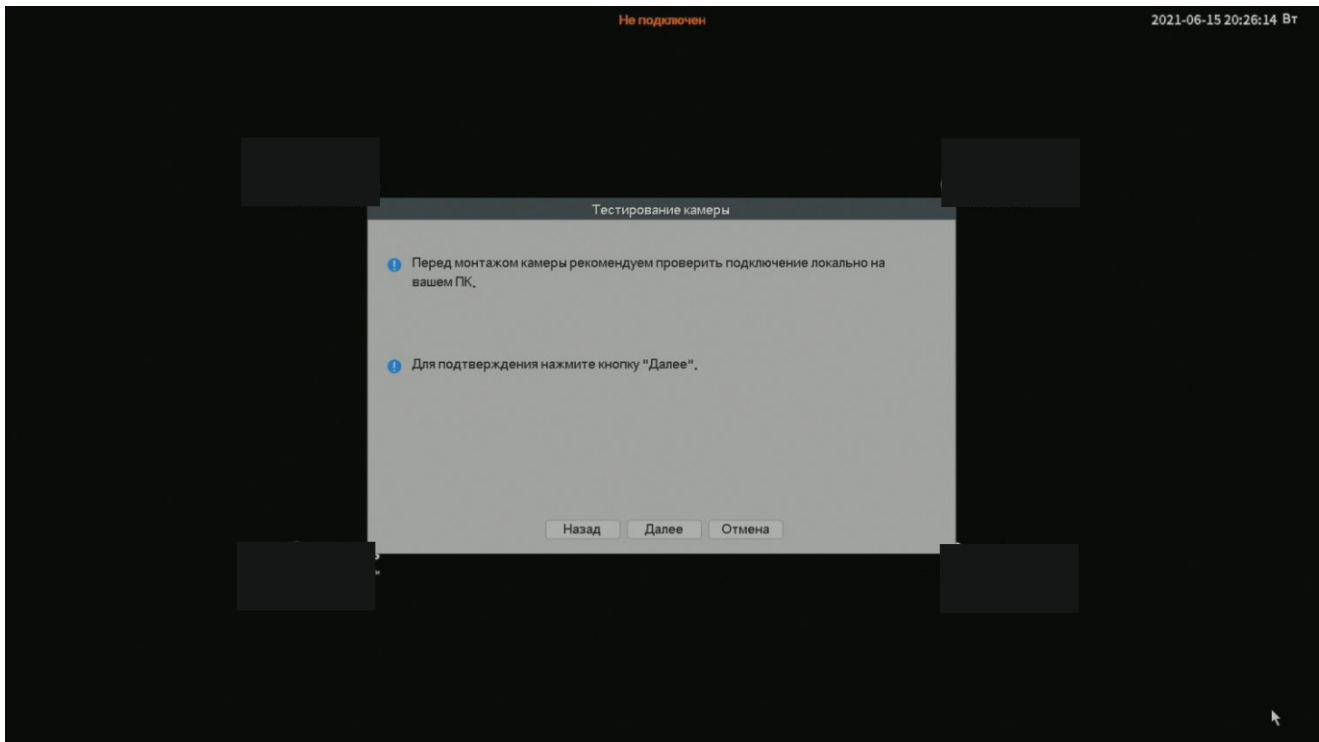 Не подключен
2021-06-15 20:26:14 Вт
Тестирование камеры
Перед монтажом камеры рекомендуем проверить подключение локально на
вашем ПК.
Для подтверждения нажмите кнопку "Далее".
Назад Далее Отмена